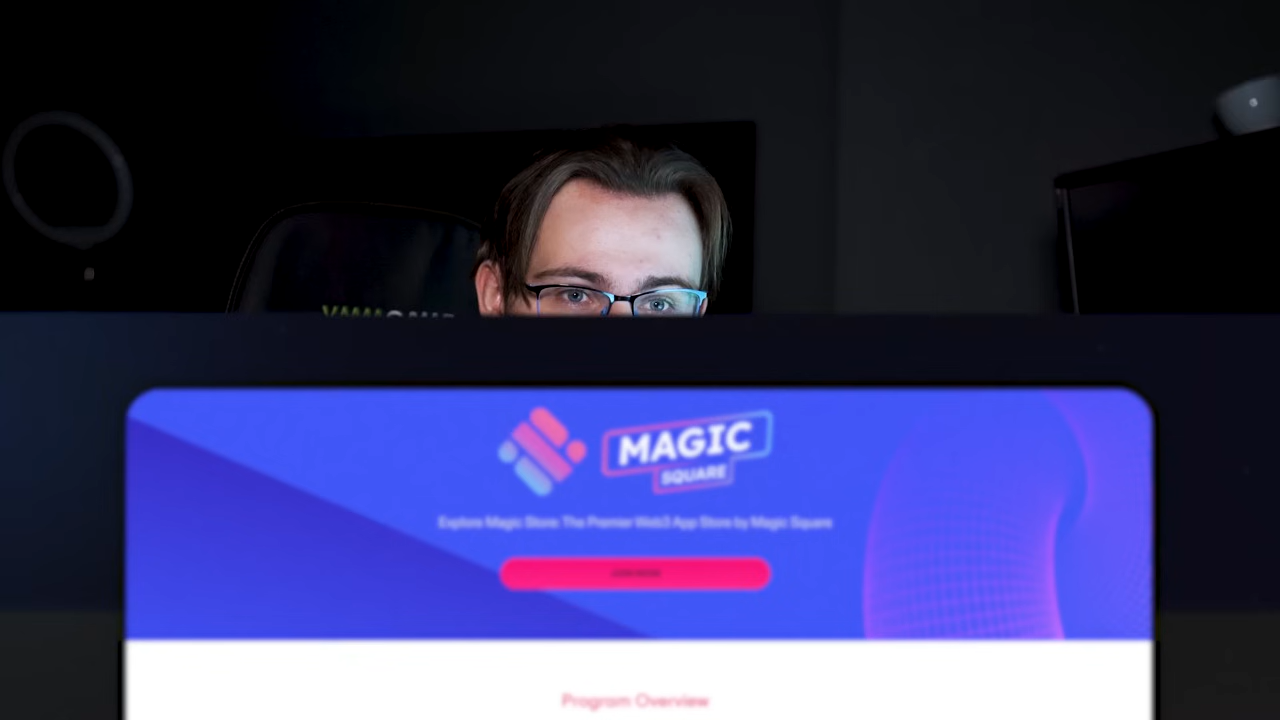 MAGIC
SQUARE
Explore Magic Store: The Premier Web3 App Store by Magic Square
Program Overview